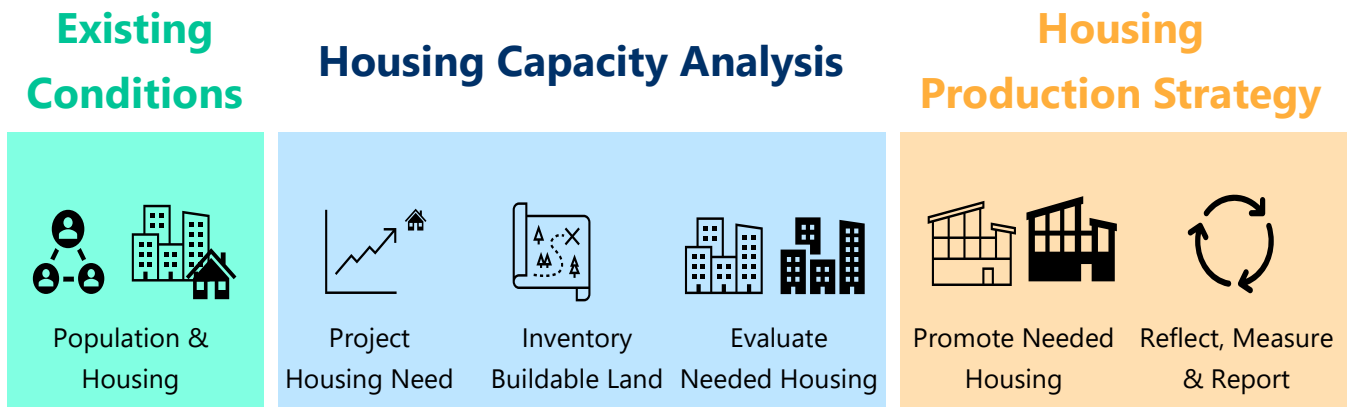 Existing
Conditions
Housing Capacity Analysis
Housing
Production Strategy
Population &
Housing
Project
Housing Need
Inventory
Buildable Land
Evaluate
Needed Housing
Promote Needed
Housing
Reflect, Measure
& Report